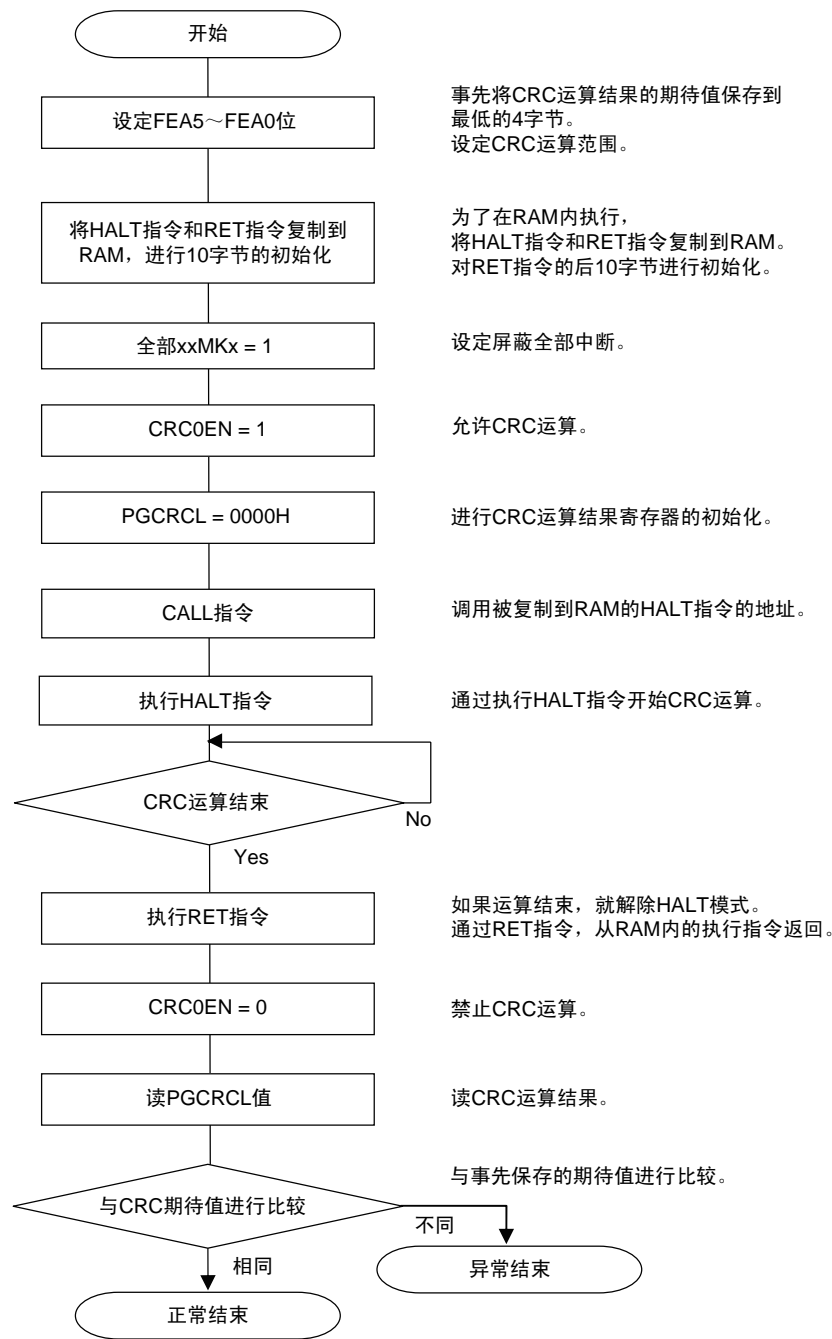 开始
设定FEA5～FEA0位
事先将CRC运算结果的期待值保存到
最低的4字节。
设定CRC运算范围。
将HALT指令和RET指令复制到
RAM，进行10字节的初始化
为了在RAM内执行，
将HALT指令和RET指令复制到RAM。
对RET指令的后10字节进行初始化。
全部xxMKx = 1
设定屏蔽全部中断。
CRC0EN = 1
允许CRC运算。
PGCRCL = 0000H
进行CRC运算结果寄存器的初始化。
CALL指令
调用被复制到RAM的HALT指令的地址。
执行HALT指令
通过执行HALT指令开始CRC运算。
CRC运算结束
No
Yes
执行RET指令
如果运算结束，就解除HALT模式。
通过RET指令，从RAM内的执行指令返回。
CRC0EN = 0
禁止CRC运算。
读PGCRCL值
读CRC运算结果。
与事先保存的期待值进行比较。
与CRC期待值进行比较
不同
相同
异常结束
正常结束